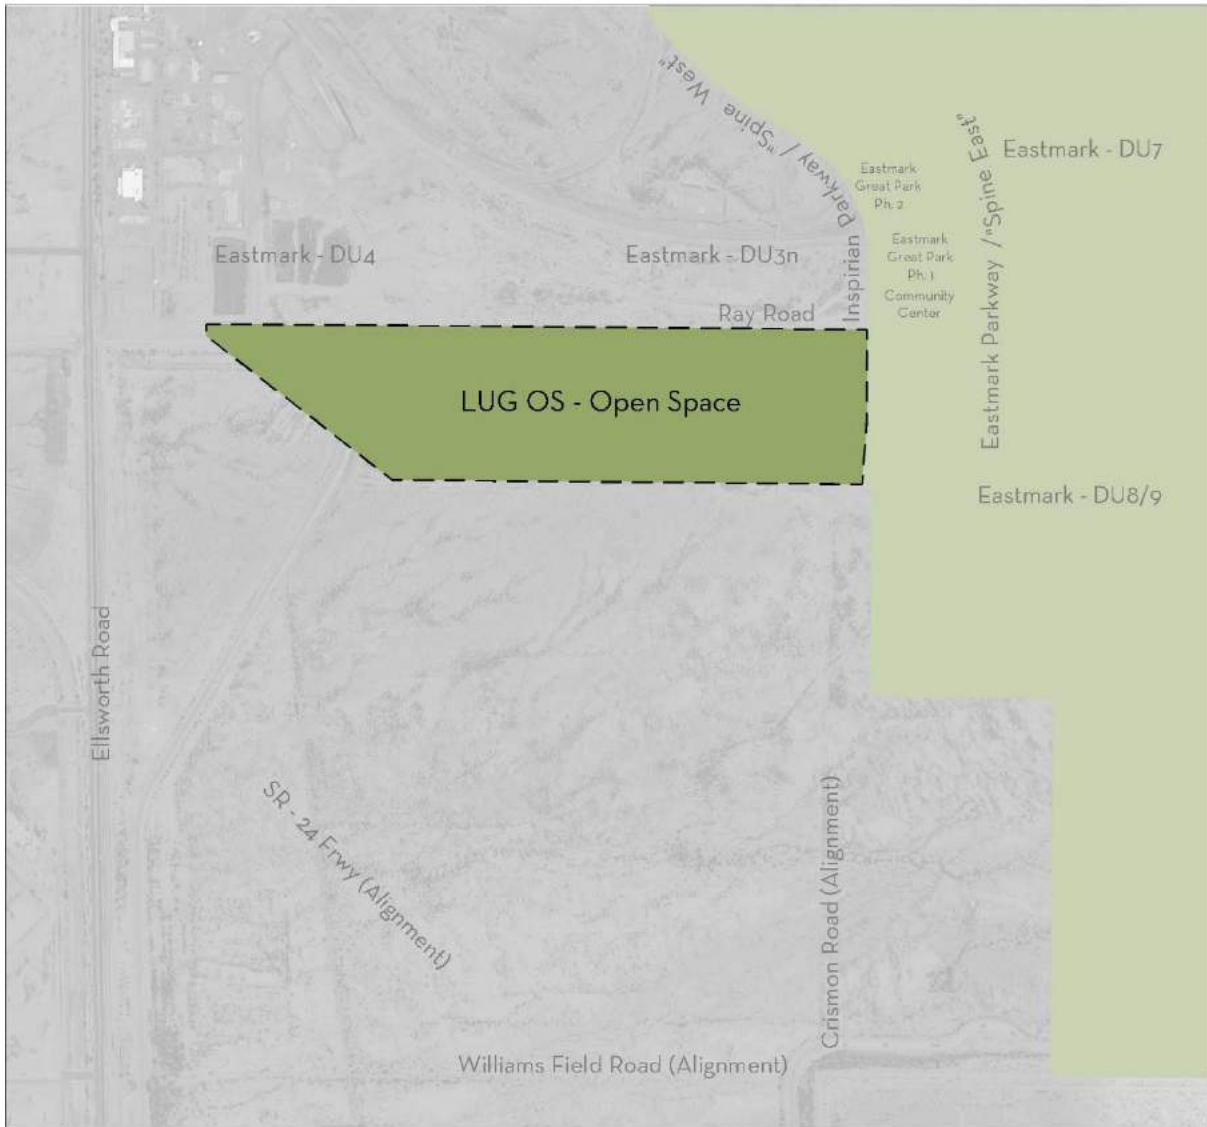 Inspirian Parkway / "Spine West"
Eastmark Parkway / "Spine East"
Eastmark - DU7
Eastmark
Great Park
Ph. 2
Eastmark - DU4
Eastmark - DU3n
Eastmark
Great Park
Ph. 1
Community
Center
Ray Road
LUG OS - Open Space
Eastmark - DU8/9
Ellsworth Road
SR - 24 Frwy (Alignment)
Crismon Road (Alignment)
Williams Field Road (Alignment)